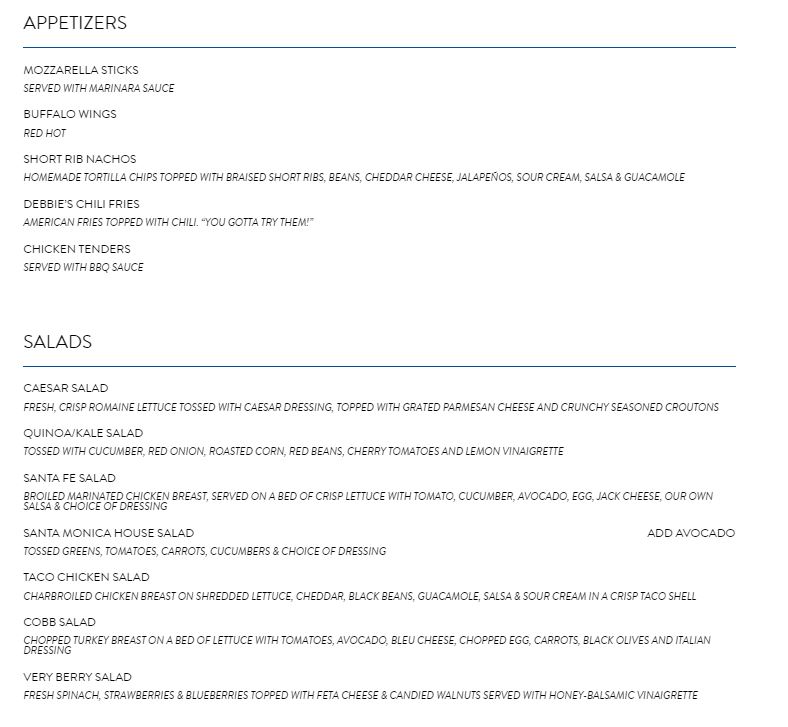 APPETIZERS
MOZZARELLA STICKS
SERVED WITH MARINARA SAUCE
BUFFALO WINGS
RED HOT
SHORT RIB NACHOS
HOMEMADE TORTILLA CHIPS TOPPED WITH BRAISED SHORT RIBS, BEANS, CHEDDAR CHEESE, JALAPEÑOS, SOUR CREAM, SALSA & GUACAMOLE
DEBBIE'S CHILI FRIES
AMERICAN FRIES TOPPED WITH CHILI. “YOU GOTTA TRY THEM!”
CHICKEN TENDERS
SERVED WITH BBQ SAUCE
SALADS
CAESAR SALAD
FRESH, CRISP ROMAINE LETTUCE TOSSED WITH CAESAR DRESSING, TOPPED WITH GRATED PARMESAN CHEESE AND CRUNCHY SEASONED CROUTONS
QUINOA/KALE SALAD
TOSSED WITH CUCUMBER, RED ONION, ROASTED CORN, RED BEANS, CHERRY TOMATOES AND LEMON VINAIGRETTE
SANTA FE SALAD
BROILED MARINATED CHICKEN BREAST, SERVED ON A BED OF CRISP LETTUCE WITH TOMATO, CUCUMBER, AVOCADO, EGG, JACK CHEESE, OUR OWN
SALSA & CHOICE OF DRESSING
SANTA MONICA HOUSE SALAD ADD AVOCADO
TOSSED GREENS, TOMATOES, CARROTS, CUCUMBERS & CHOICE OF DRESSING
TACO CHICKEN SALAD
CHARBROILED CHICKEN BREAST ON SHREDDED LETTUCE, CHEDDAR, BLACK BEANS, GUACAMOLE, SALSA & SOUR CREAM IN A CRISP TACO SHELL
COBB SALAD
CHOPPED TURKEY BREAST ON A BED OF LETTUCE WITH TOMATOES, AVOCADO, BLEU CHEESE, CHOPPED EGG, CARROTS, BLACK OLIVES AND ITALIAN
DRESSING
VERY BERRY SALAD
FRESH SPINACH, STRAWBERRIES & BLUEBERRIES TOPPED WITH FETA CHEESE & CANDIED WALNUTS SERVED WITH HONEY-BALSAMIC VINAIGRETTE